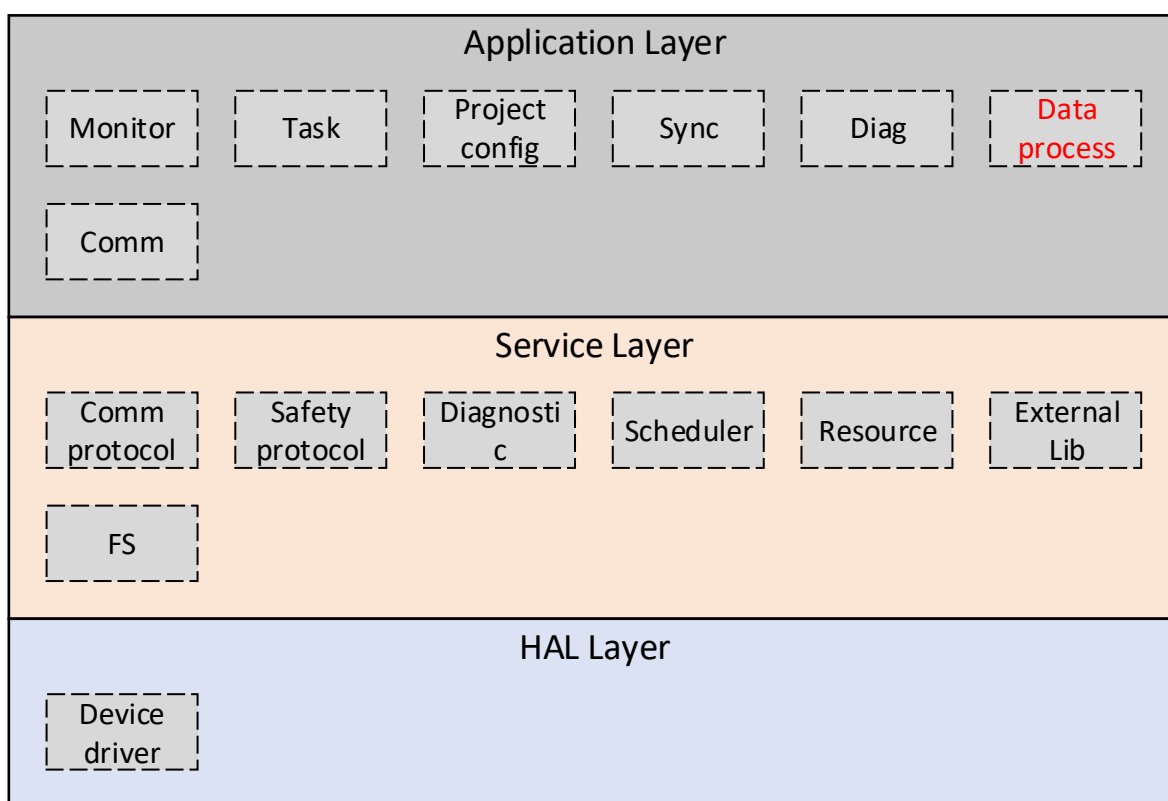 Application Layer
Monitor
Task
Project
config
Sync
Diag
Data
process
Comm
Service Layer
Comm
protocol
Safety
protocol
Diagnosti
c
Scheduler
Resource
External
Lib
FS
HAL Layer
Device
driver